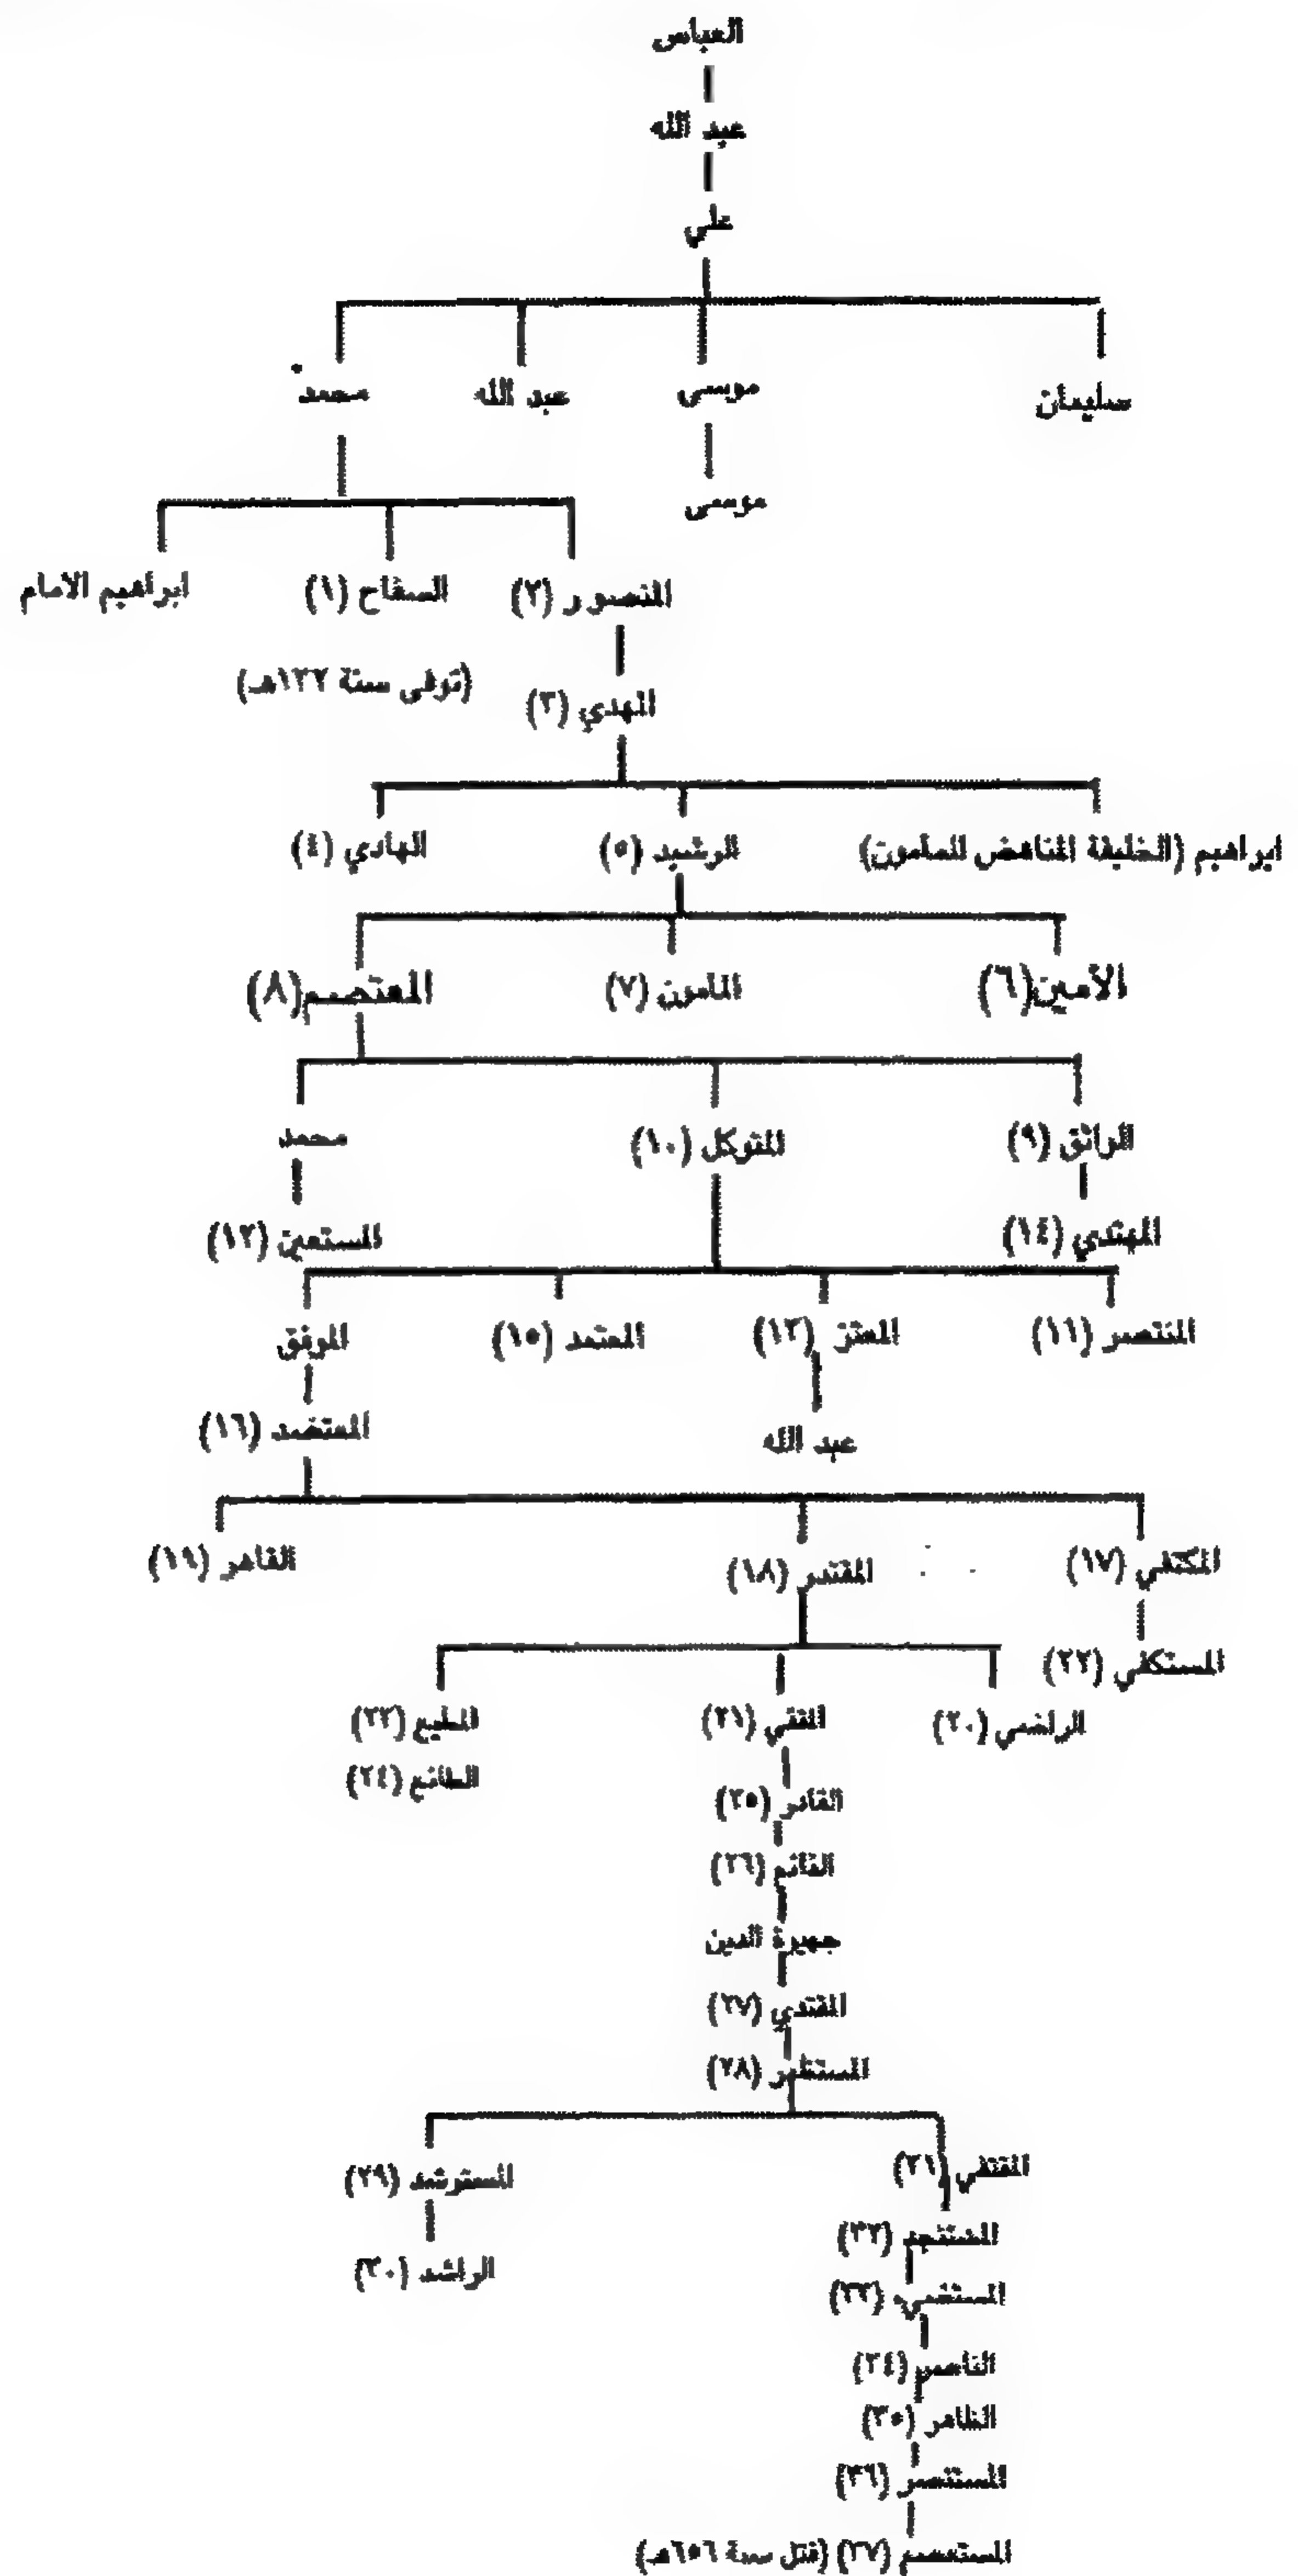 العباس
عبد الله
علي
سليمان موسى عبد الله محمد
موسى
المنصور (٢) السفاح (١) ابراهيم الامام
(توفى سنة ١٣٧هـ)
المهدي (٣)
ابراهيم (الخليفة المناهض للمأمون) الرشيد (٥) الهادي (٤)
الأمين(٦) المأمون (٧) المعتصم(٨)
الواثق (٩) المتوكل (١٠) محمد
المهتدي (١٤) المستعين (١٢)
المنتصر (١١) المعتز (١٣) المعتمد (١٥) الموفق
عبد الله المعتضد (١٦)
المكتفي (١٧) المقتدر (١٨) القاهر (١٩)
المستكفي (٢٢)
الراضي (٢٠) المتقي (٢١) المطيع (٢٣)
الطائع (٢٤)
القادر (٢٥)
القائم (٢٦)
جهيرة الدين
المقتدي (٢٧)
المستظهر (٢٨)
المقتفي (٣١) المسترشد (٢٩)
المستنجد (٣٢) الراشد (٣٠)
المستضيء (٣٣)
الناصر (٣٤)
الظاهر (٣٥)
المستنصر (٣٦)
المستعصم (٣٧) (قتل سنة ٦٥٦هـ)